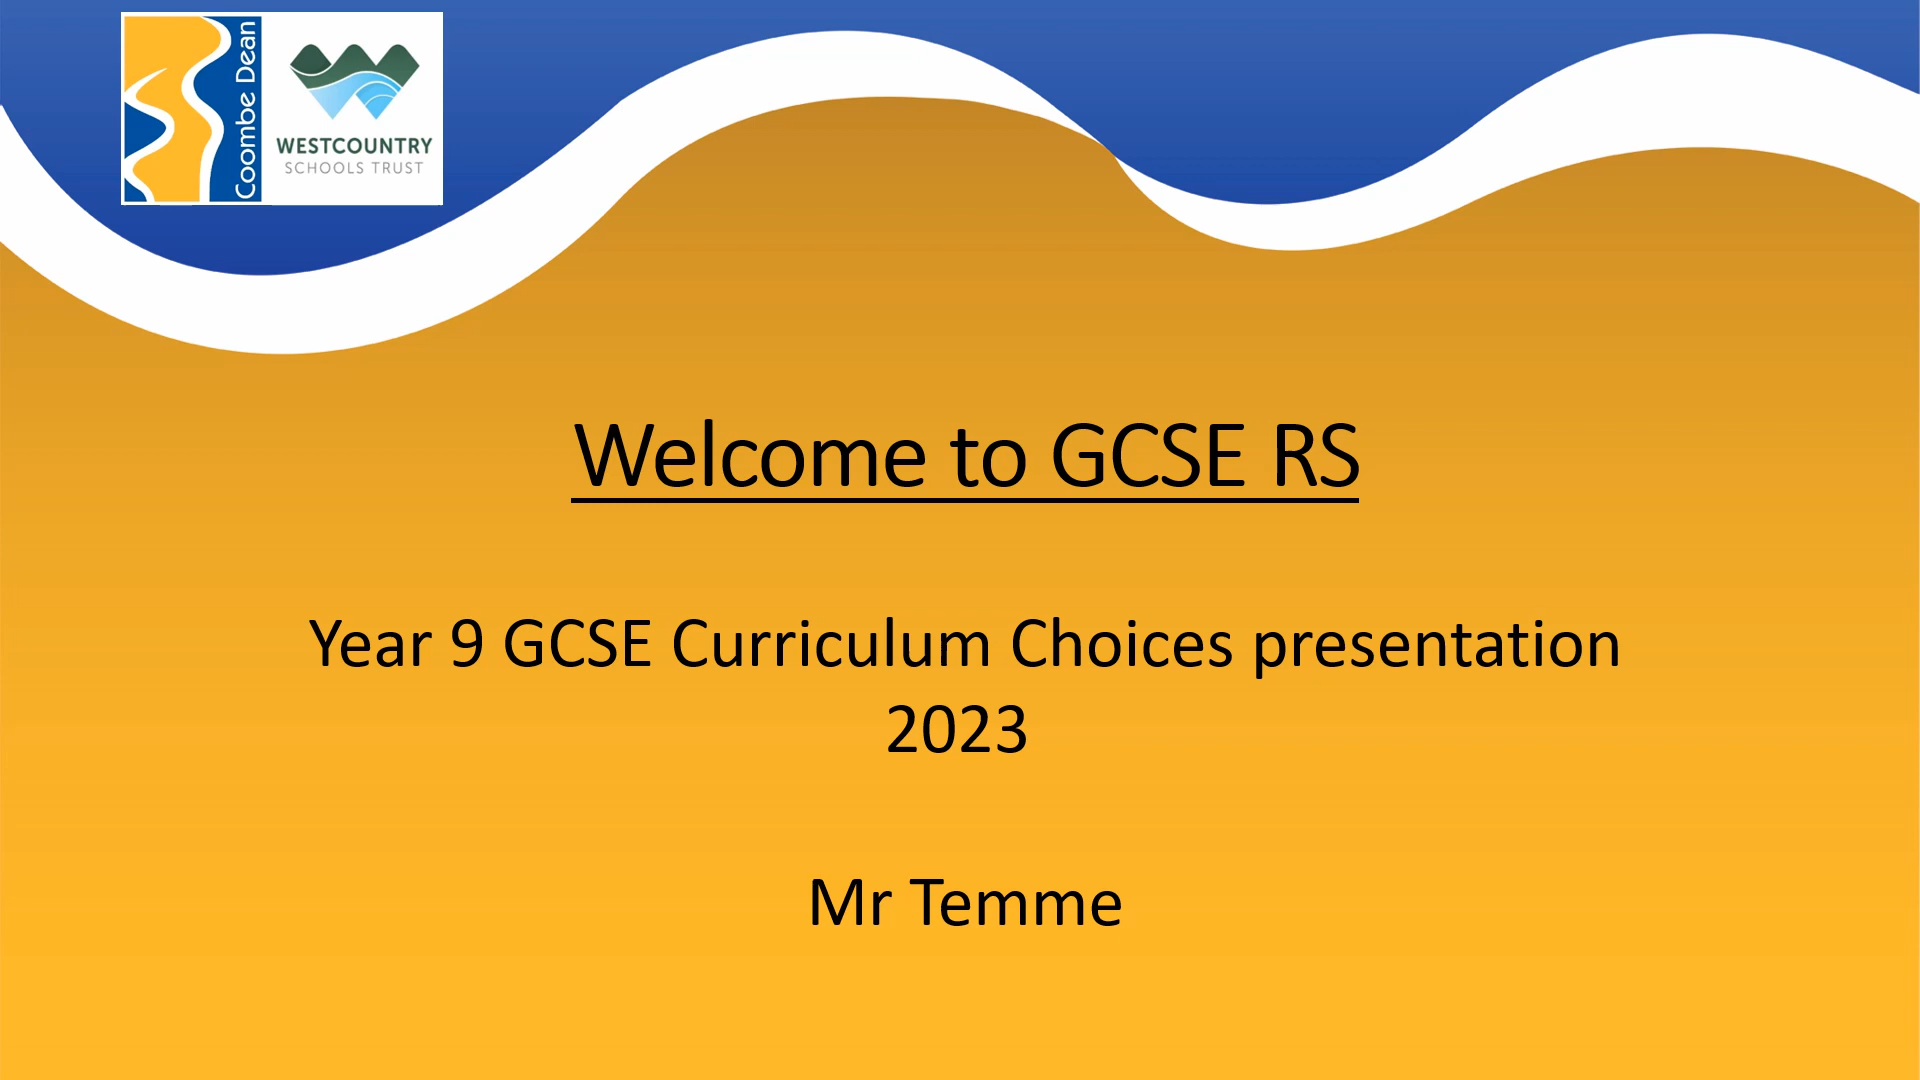 Coombe Dean
WESTCOUNTRY
SCHOOLS TRUST
Welcome to GCSE RS
Year 9 GCSE Curriculum Choices presentation
2023
Mr Temme